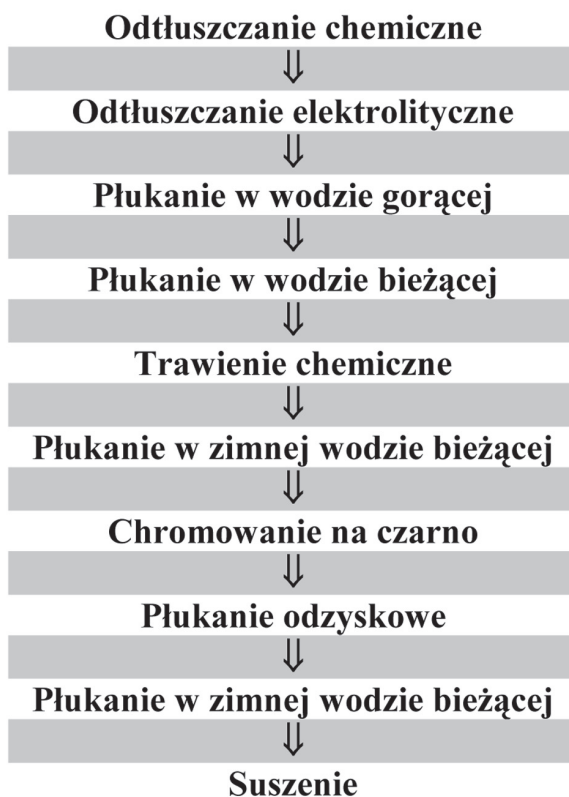 Odtłuszczanie chemiczne
⇓
Odtłuszczanie elektrolityczne
⇓
Płukanie w wodzie gorącej
⇓
Płukanie w wodzie bieżącej
⇓
Trawienie chemiczne
⇓
Płukanie w zimnej wodzie bieżącej
⇓
Chromowanie na czarno
⇓
Płukanie odzyskowe
⇓
Płukanie w zimnej wodzie bieżącej
⇓
Suszenie